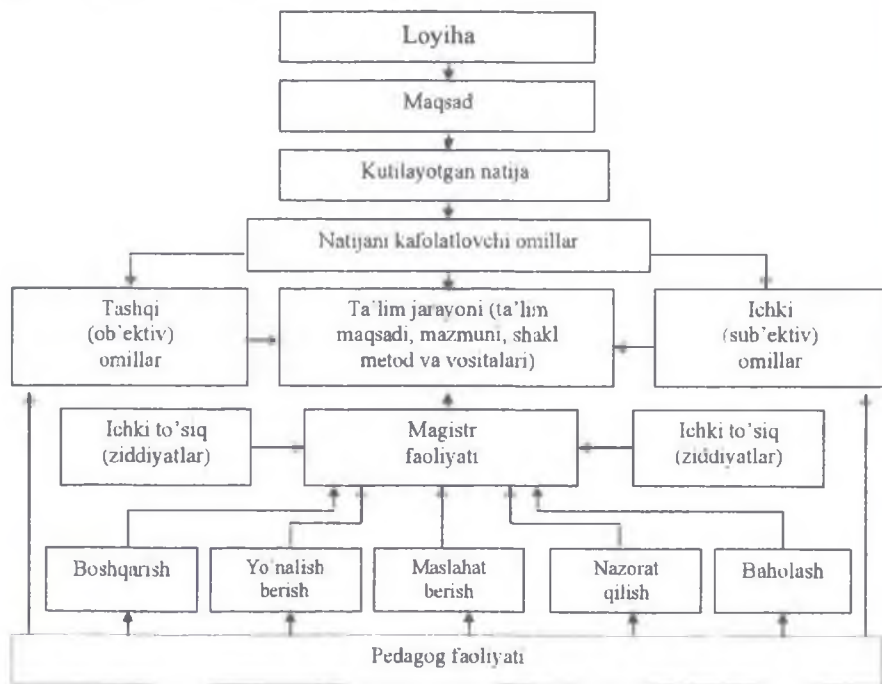 Loyiha
Maqsad
Kutilayotgan natija
Natijani kafolatlovchi omillar
Tashqi
(ob'ektiv)
omillar
Ta'lim jarayoni (ta'lim
maqsadi, mazmuni, shakl
metod va vositalari)
Ichki
(sub'ektiv)
omillar
Ichki to'siq
(ziddiyatlar)
Magistr
faoliyati
Ichki to'siq
(ziddiyatlar)
Boshqarish
Yo'nalish
berish
Maslahat
berish
Nazorat
qilish
Baholash
Pedagog faoliyati